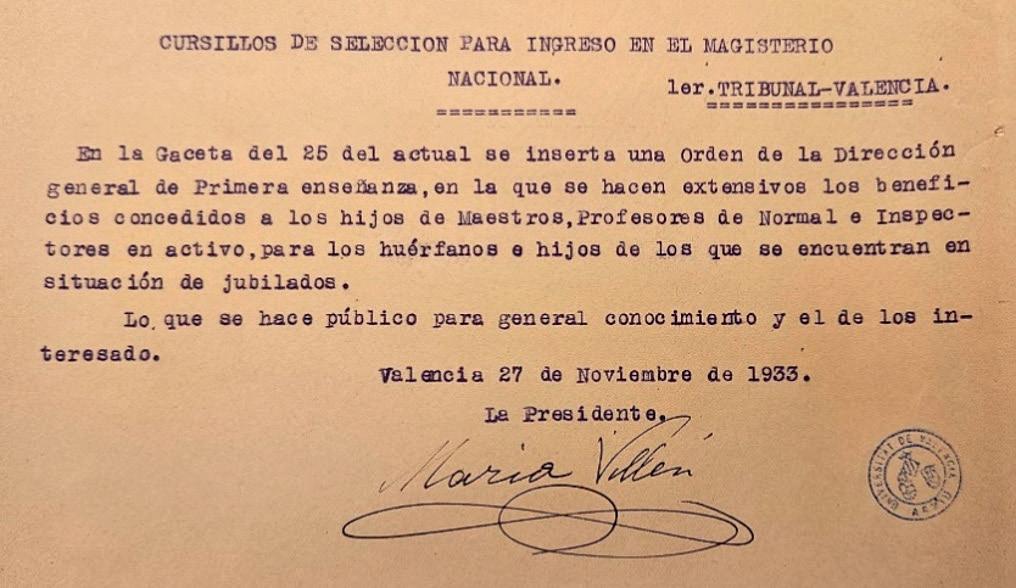 CURSILLOS DE SELECCION PARA INGRESO EN EL MAGISTERIO
NACIONAL.
1er.TRIBUNAL-VALENCIA.
===========
================
En la Gaceta del 25 del actual se inserta una Orden de la Dirección
general de Primera enseñanza,en la que se hacen extensivos los benefi-
cios concedidos a los hijos de Maestros,Profesores de Normal e Inspec-
tores en activo,para los huérfanos e hijos de los que se encuentran en
situación de jubilados.
Lo que se hace público para general conocimiento y el de los in-
teresado.
Valencia 27 de Noviembre de 1933.
La Presidente.
Maria Villén
UNIVERSITAT DE VALENCIA